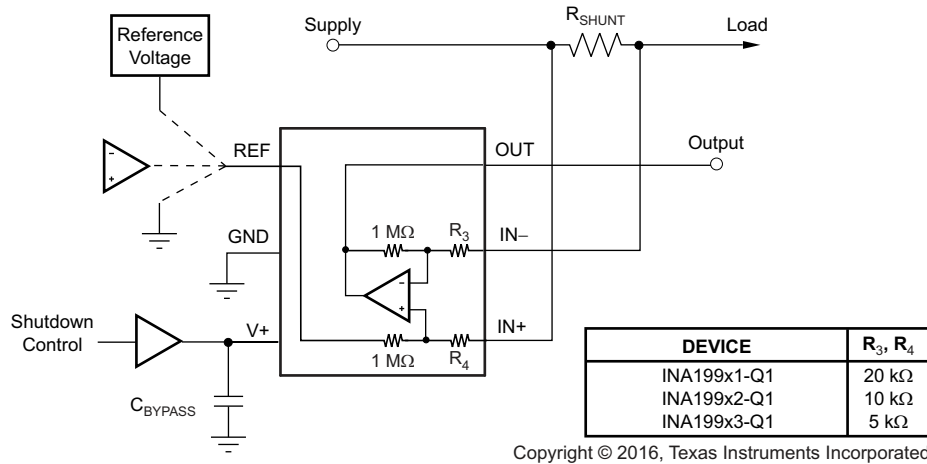 Supply
R_SHUNT
Load
Reference
Voltage
REF
OUT
Output
GND
1 MΩ
R3
IN−
−
+
Shutdown
Control
V+
1 MΩ
R4
IN+
CBYPASS
DEVICE R3, R4
INA199x1-Q1 20 kΩ
INA199x2-Q1 10 kΩ
INA199x3-Q1 5 kΩ
Copyright © 2016, Texas Instruments Incorporated